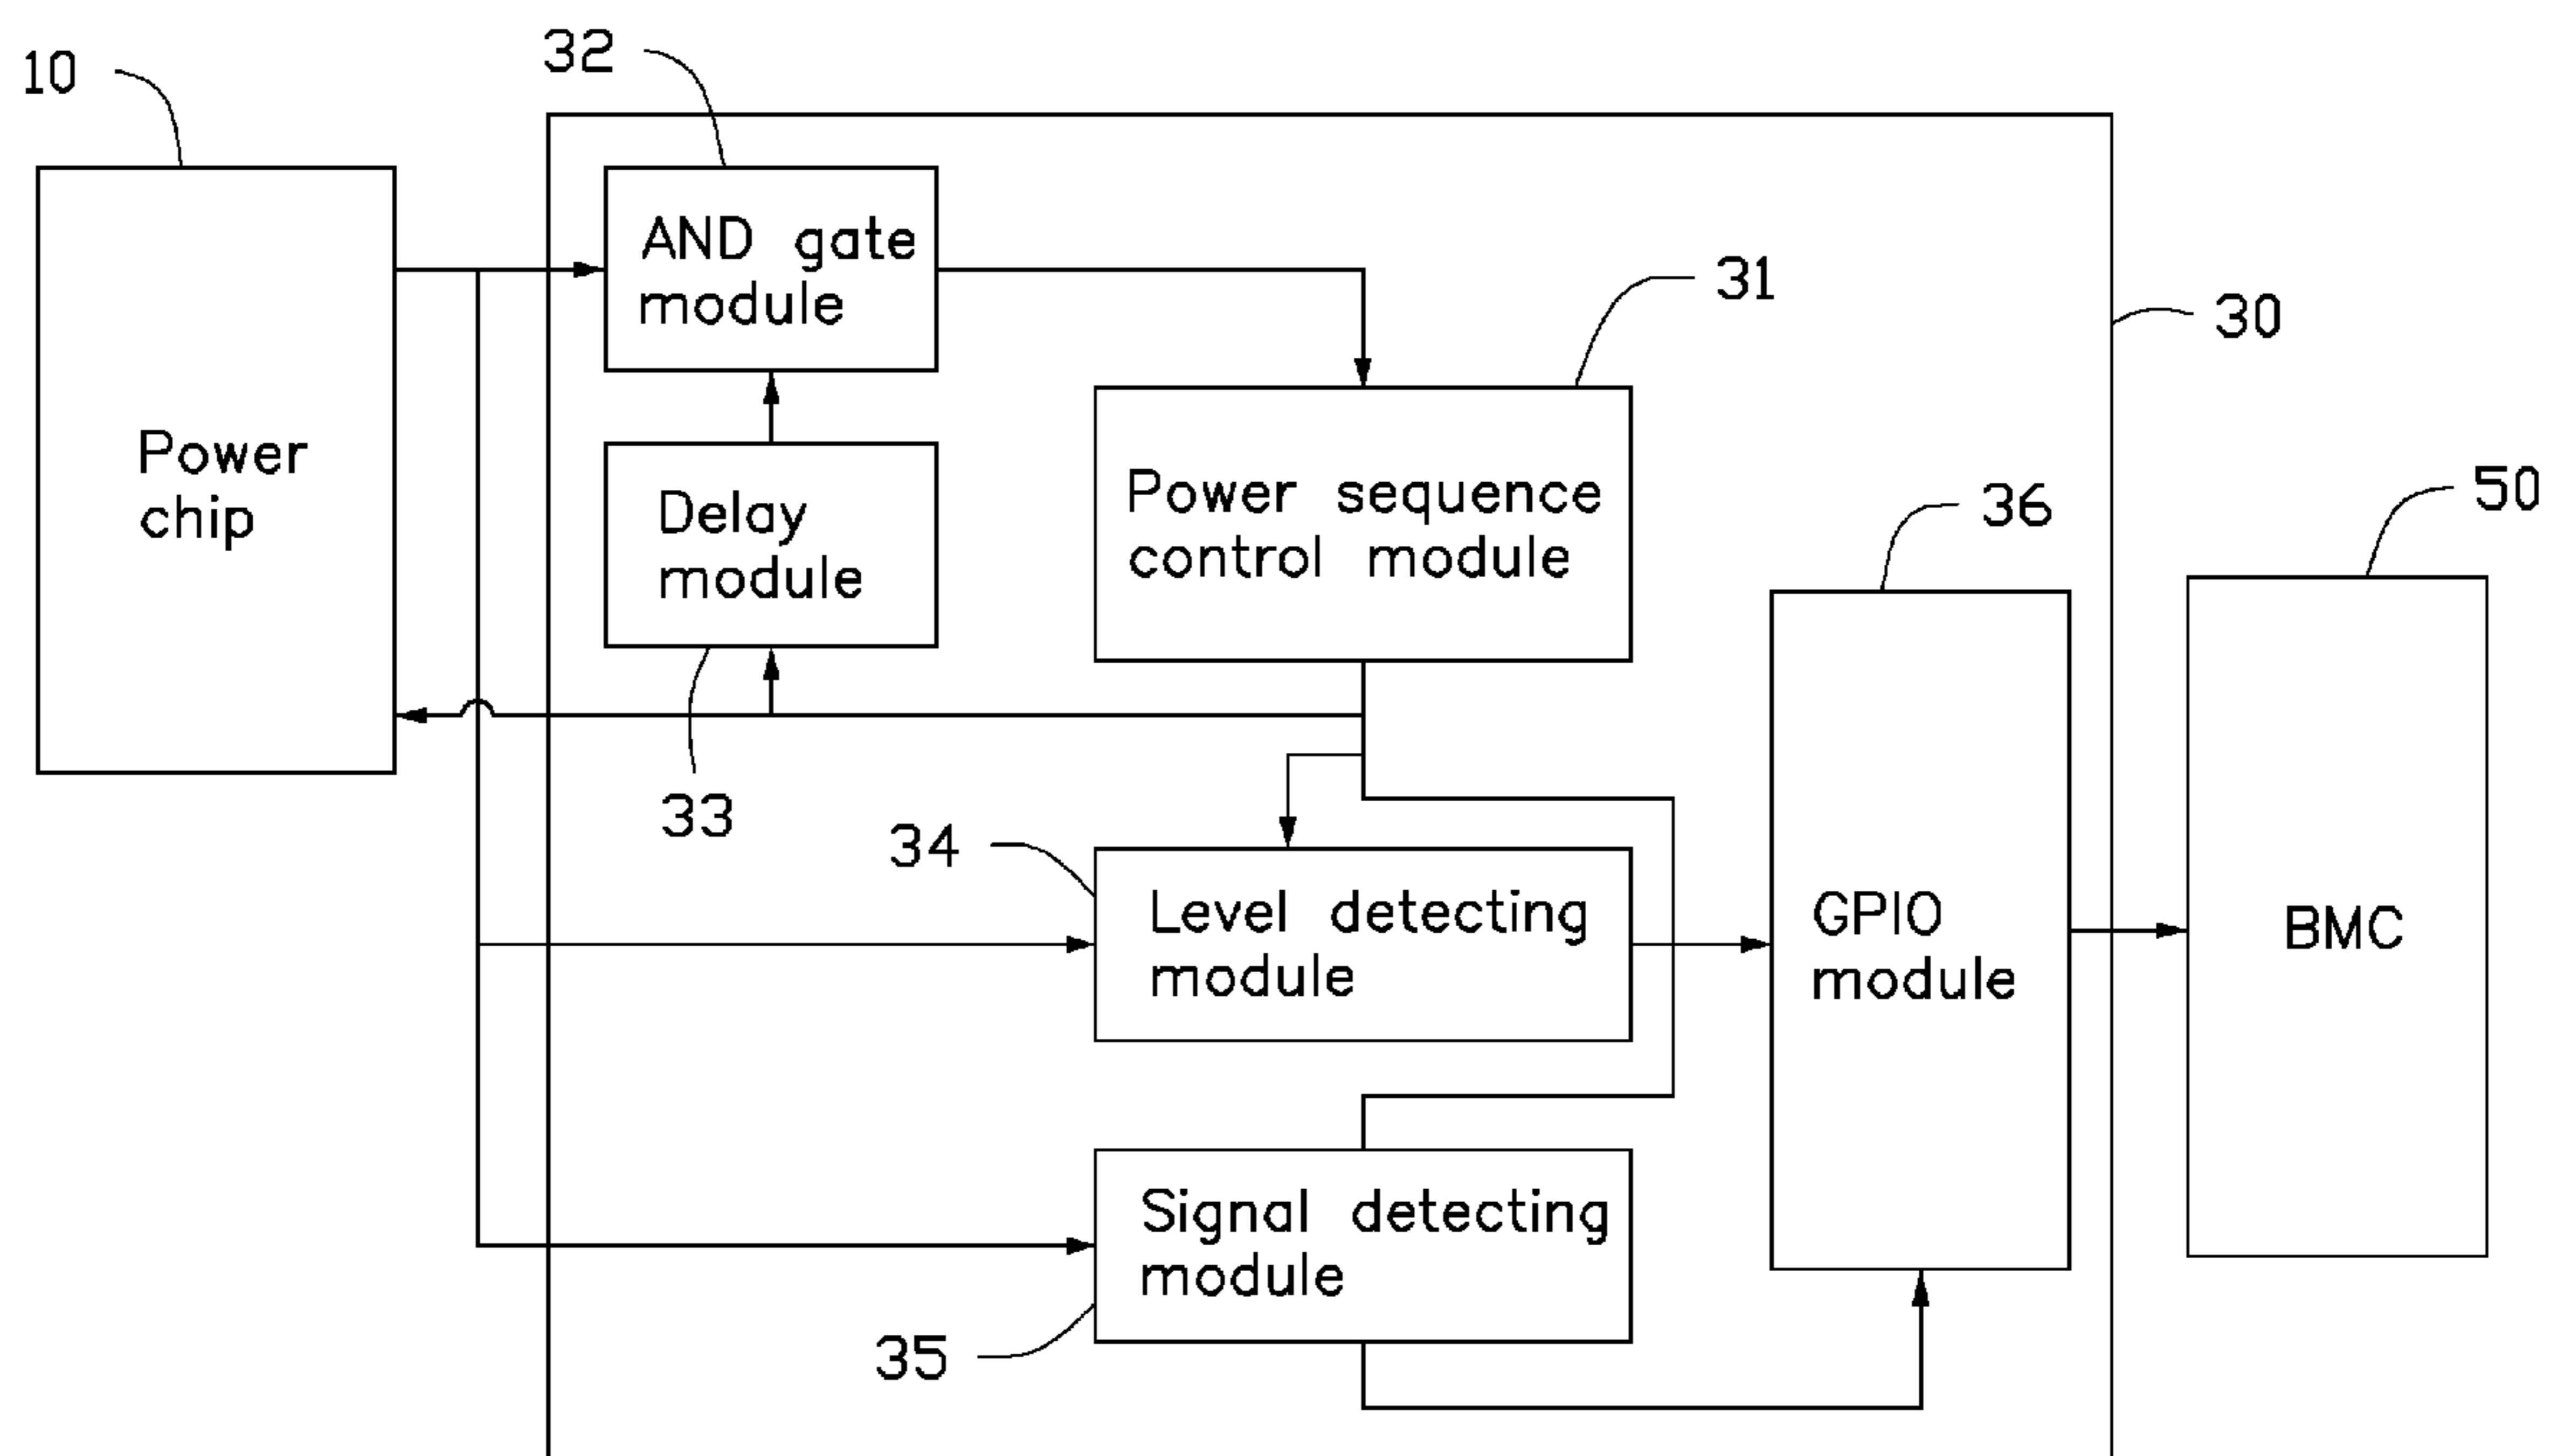 10
32
AND gate
module
31
30
Power
chip
Delay
module
Power sequence
control module
36
50
33
34
Level detecting
module
GPIO
module
BMC
Signal detecting
module
35